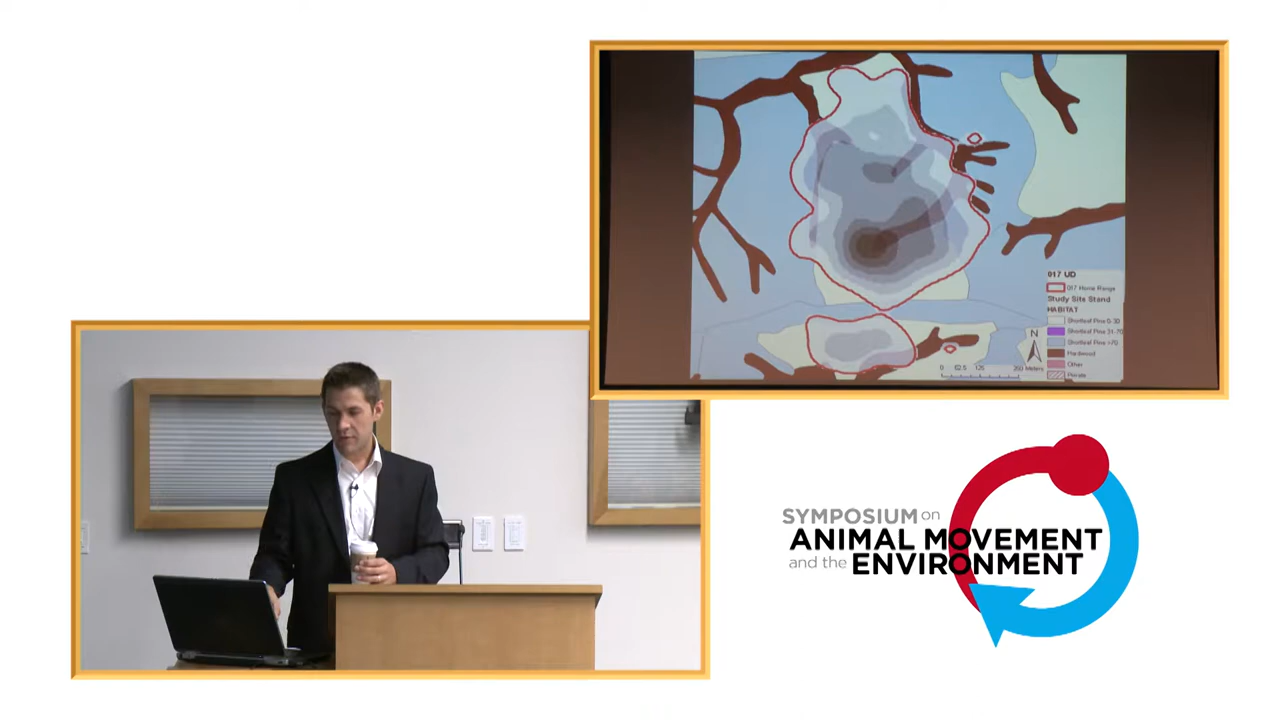 017 UD
017 Home Range
Study Site Stand
HABITAT
Shortleaf Pine 0-30
Shortleaf Pine 31-70
Shortleaf Pine >70
Hardwood
Other
Private
N
0 62.5 125 250 Meters
SYMPOSIUM on
ANIMAL MOVEMENT
and the ENVIRONMENT